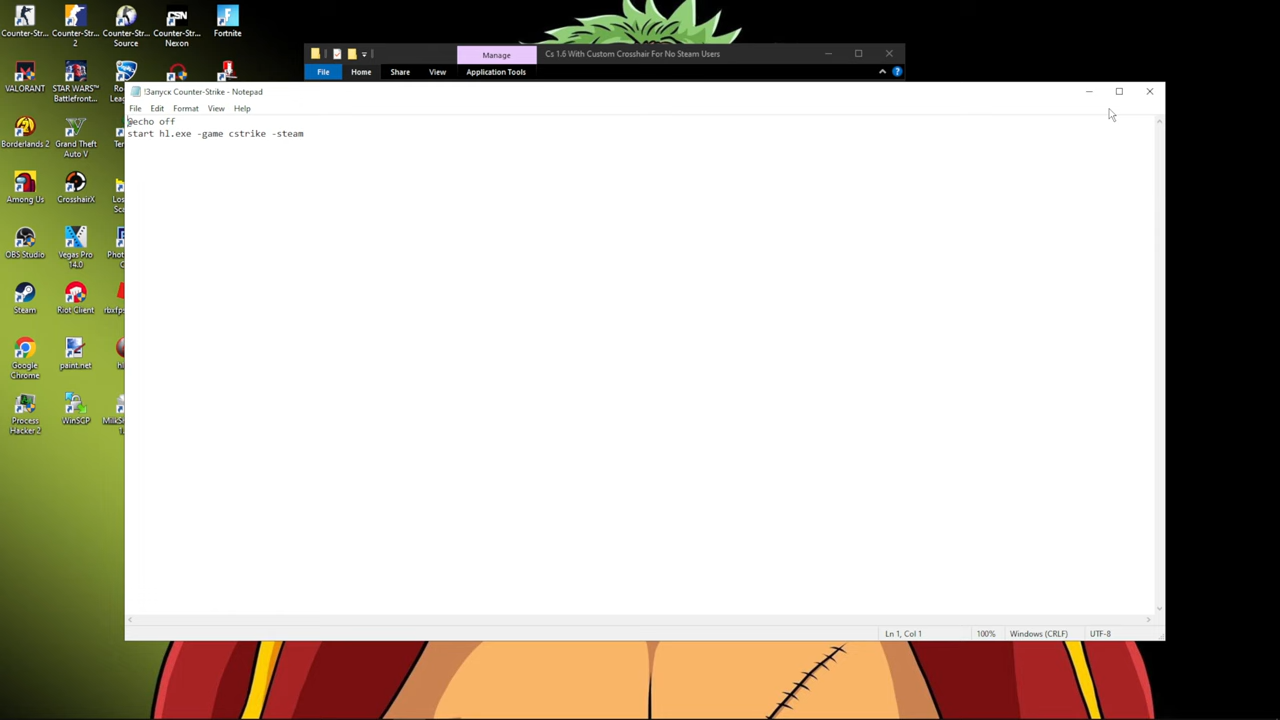 Counter-Str...
Counter-Str... 2
Counter-Str... Source
CSN
Counter-Str... Nexon
Fortnite
Manage
Cs 1.6 With Custom Crosshair For No Steam Users
File
Home
Share
View
Application Tools
VALORANT
STAR WARS™ Battlefront...
!Запуск Counter-Strike - Notepad
File Edit Format View Help
@echo off
start hl.exe -game cstrike -steam
Borderlands 2
Grand Theft Auto V
Among Us
CrosshairX
OBS Studio
Vegas Pro 14.0
Steam
Riot Client
Google Chrome
paint.net
Process Hacker 2
WinSCP
Ln 1, Col 1
100%
Windows (CRLF)
UTF-8